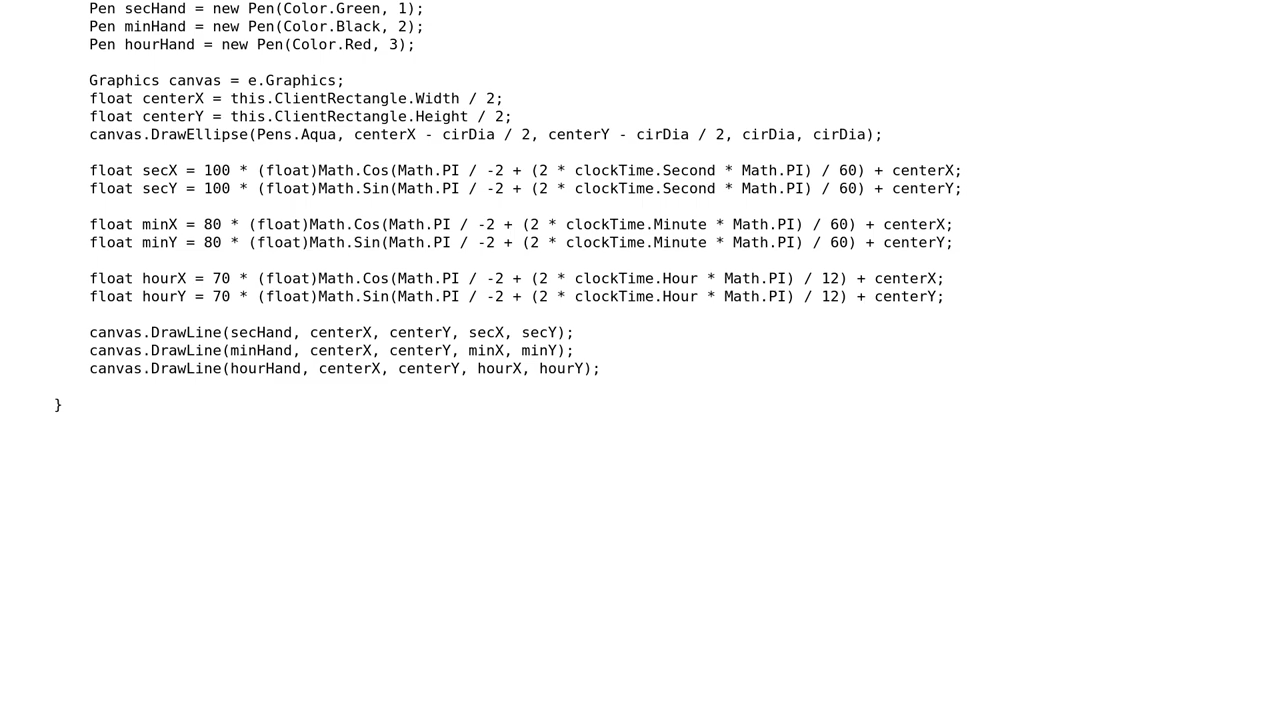 Pen secHand = new Pen(Color.Green, 1);
Pen minHand = new Pen(Color.Black, 2);
Pen hourHand = new Pen(Color.Red, 3);
Graphics canvas = e.Graphics;
float centerX = this.ClientRectangle.Width / 2;
float centerY = this.ClientRectangle.Height / 2;
canvas.DrawEllipse(Pens.Aqua, centerX - cirDia / 2, centerY - cirDia / 2, cirDia, cirDia);
float secX = 100 * (float)Math.Cos(Math.PI / -2 + (2 * clockTime.Second * Math.PI) / 60) + centerX;
float secY = 100 * (float)Math.Sin(Math.PI / -2 + (2 * clockTime.Second * Math.PI) / 60) + centerY;
float minX = 80 * (float)Math.Cos(Math.PI / -2 + (2 * clockTime.Minute * Math.PI) / 60) + centerX;
float minY = 80 * (float)Math.Sin(Math.PI / -2 + (2 * clockTime.Minute * Math.PI) / 60) + centerY;
float hourX = 70 * (float)Math.Cos(Math.PI / -2 + (2 * clockTime.Hour * Math.PI) / 12) + centerX;
float hourY = 70 * (float)Math.Sin(Math.PI / -2 + (2 * clockTime.Hour * Math.PI) / 12) + centerY;
canvas.DrawLine(secHand, centerX, centerY, secX, secY);
canvas.DrawLine(minHand, centerX, centerY, minX, minY);
canvas.DrawLine(hourHand, centerX, centerY, hourX, hourY);
}